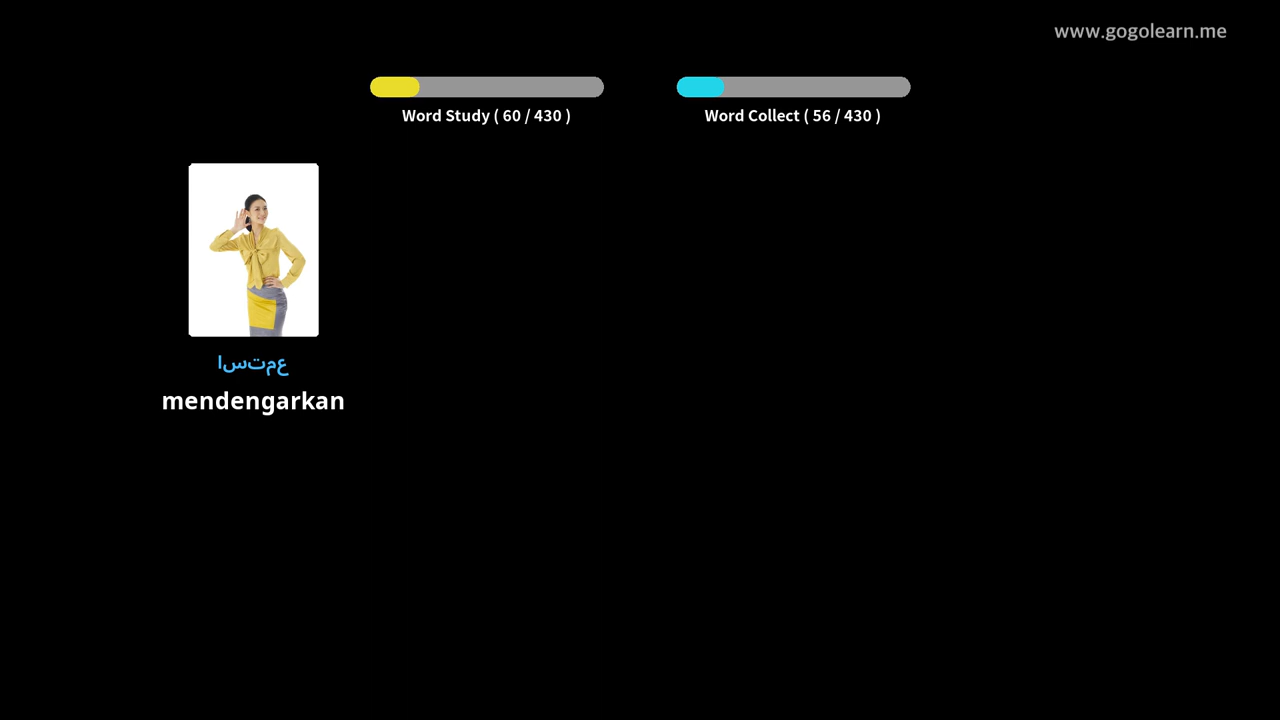 www.gogolearn.me
Word Study ( 60 / 430 )
Word Collect ( 56 / 430 )
استمع
mendengarkan